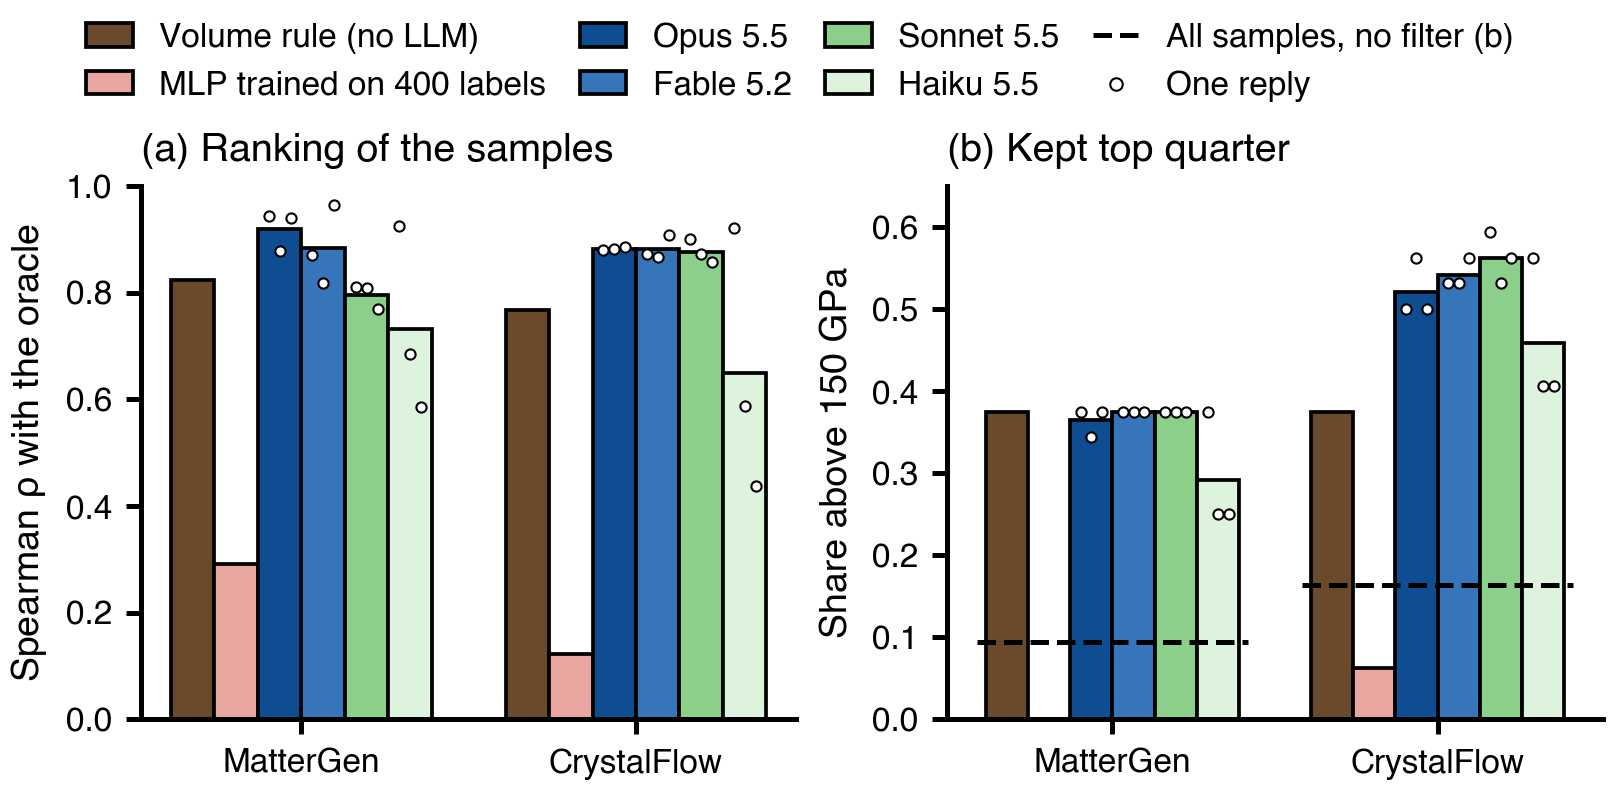 Volume rule (no LLM)
MLP trained on 400 labels
Opus 5.5
Fable 5.2
Sonnet 5.5
Haiku 5.5
All samples, no filter (b)
One reply
(a) Ranking of the samples
Spearman ρ with the oracle
1.0
0.8
0.6
0.4
0.2
0.0
MatterGen
CrystalFlow
(b) Kept top quarter
Share above 150 GPa
0.6
0.5
0.4
0.3
0.2
0.1
0.0
MatterGen
CrystalFlow